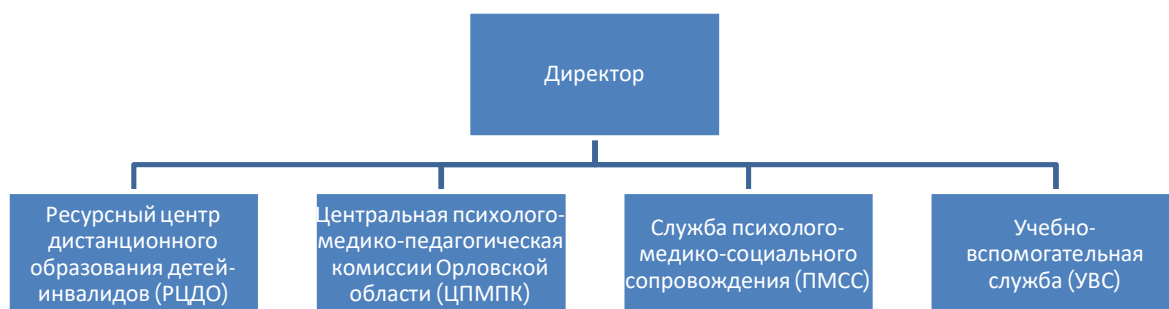 Директор
Ресурсный центр
дистанционного
образования детей-
инвалидов (РЦДО)
Центральная психолого-
медико-педагогическая
комиссии Орловской
области (ЦПМПК)
Служба психолого-
медико-социального
сопровождения (ПМСС)
Учебно-
вспомогательная
служба (УВС)